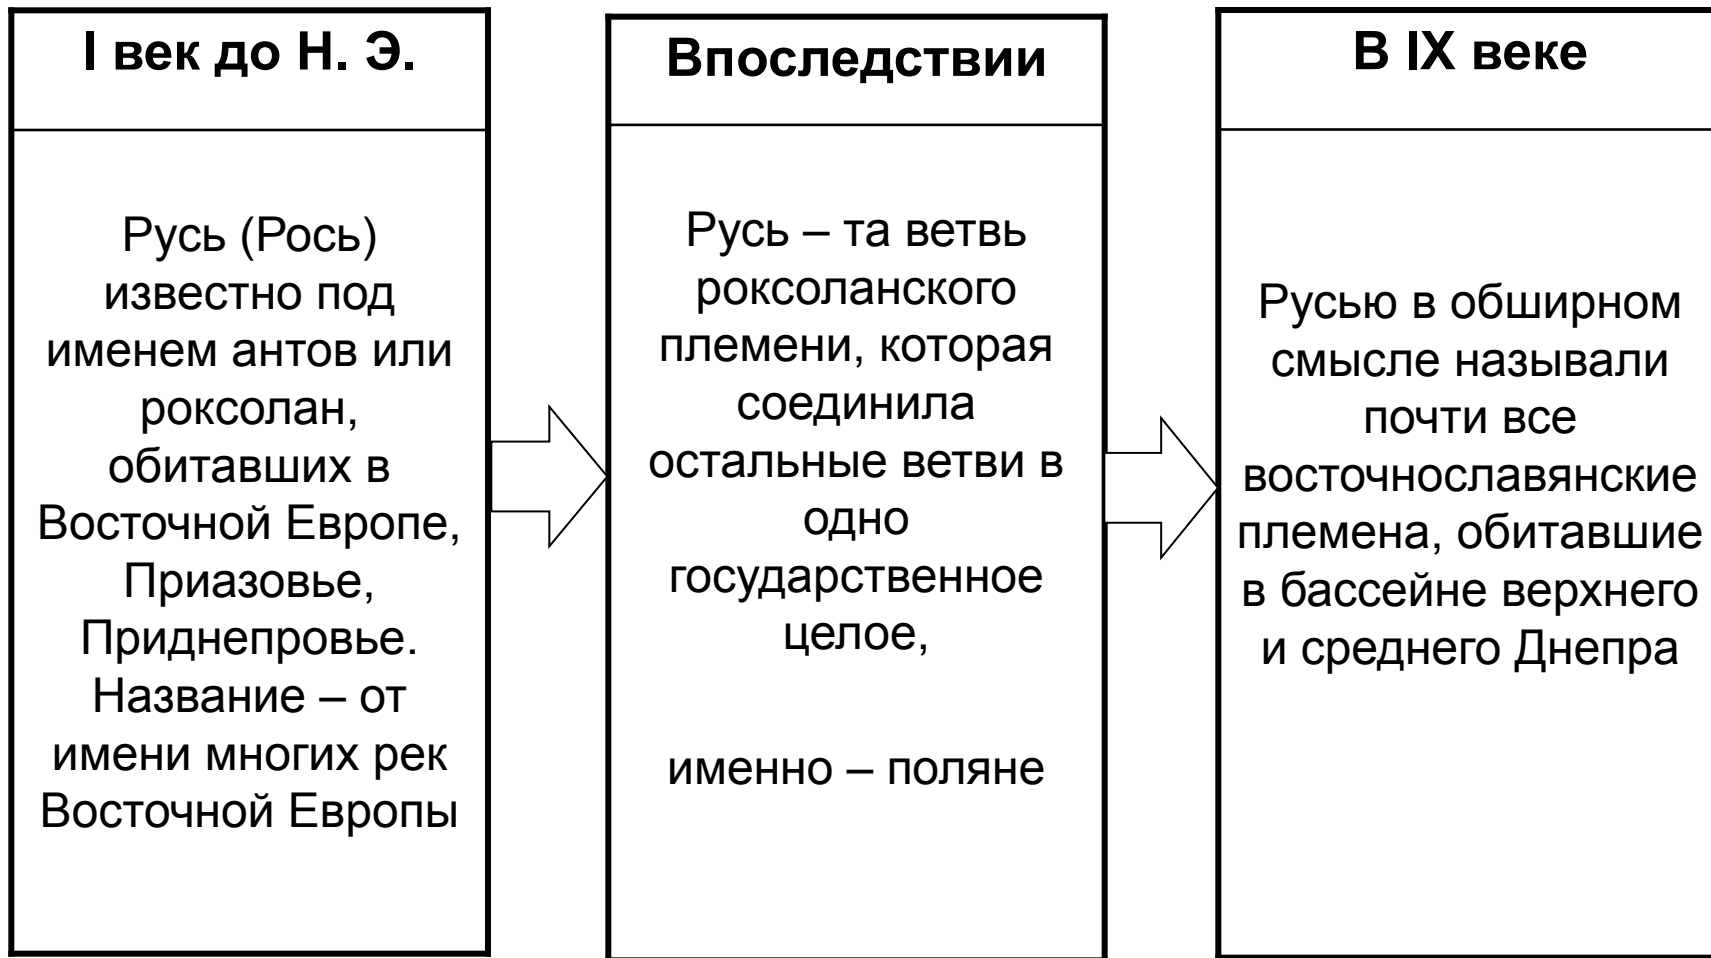 I век до Н. Э.
Русь (Рось)
известно под
именем антов или
роксолан,
обитавших в
Восточной Европе,
Приазовье,
Приднепровье.
Название – от
имени многих рек
Восточной Европы
Впоследствии
Русь – та ветвь
роксоланского
племени, которая
соединила
остальные ветви в
одно
государственное
целое,
именно – поляне
В IX веке
Русью в обширном
смысле называли
почти все
восточнославянские
племена, обитавшие
в бассейне верхнего
и среднего Днепра